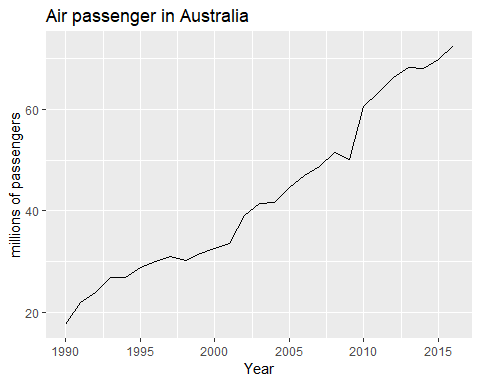 Air passenger in Australia
millions of passengers
60
40
20
1990 1995 2000 2005 2010 2015
Year